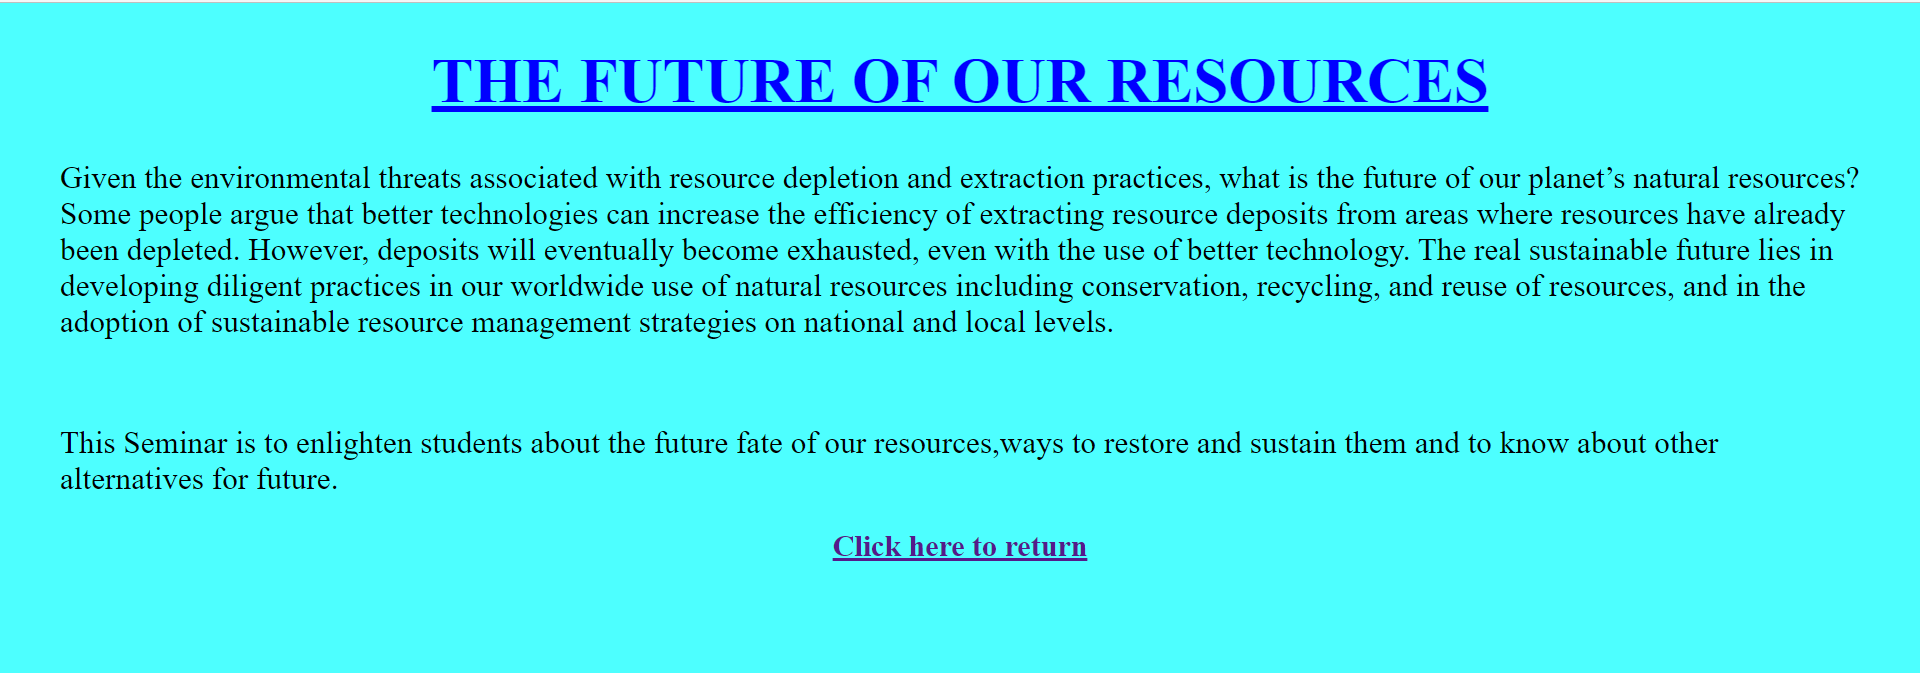 THE FUTURE OF OUR RESOURCES
Given the environmental threats associated with resource depletion and extraction practices, what is the future of our planet’s natural resources?
Some people argue that better technologies can increase the efficiency of extracting resource deposits from areas where resources have already
been depleted. However, deposits will eventually become exhausted, even with the use of better technology. The real sustainable future lies in
developing diligent practices in our worldwide use of natural resources including conservation, recycling, and reuse of resources, and in the
adoption of sustainable resource management strategies on national and local levels.
This Seminar is to enlighten students about the future fate of our resources,ways to restore and sustain them and to know about other
alternatives for future.
Click here to return